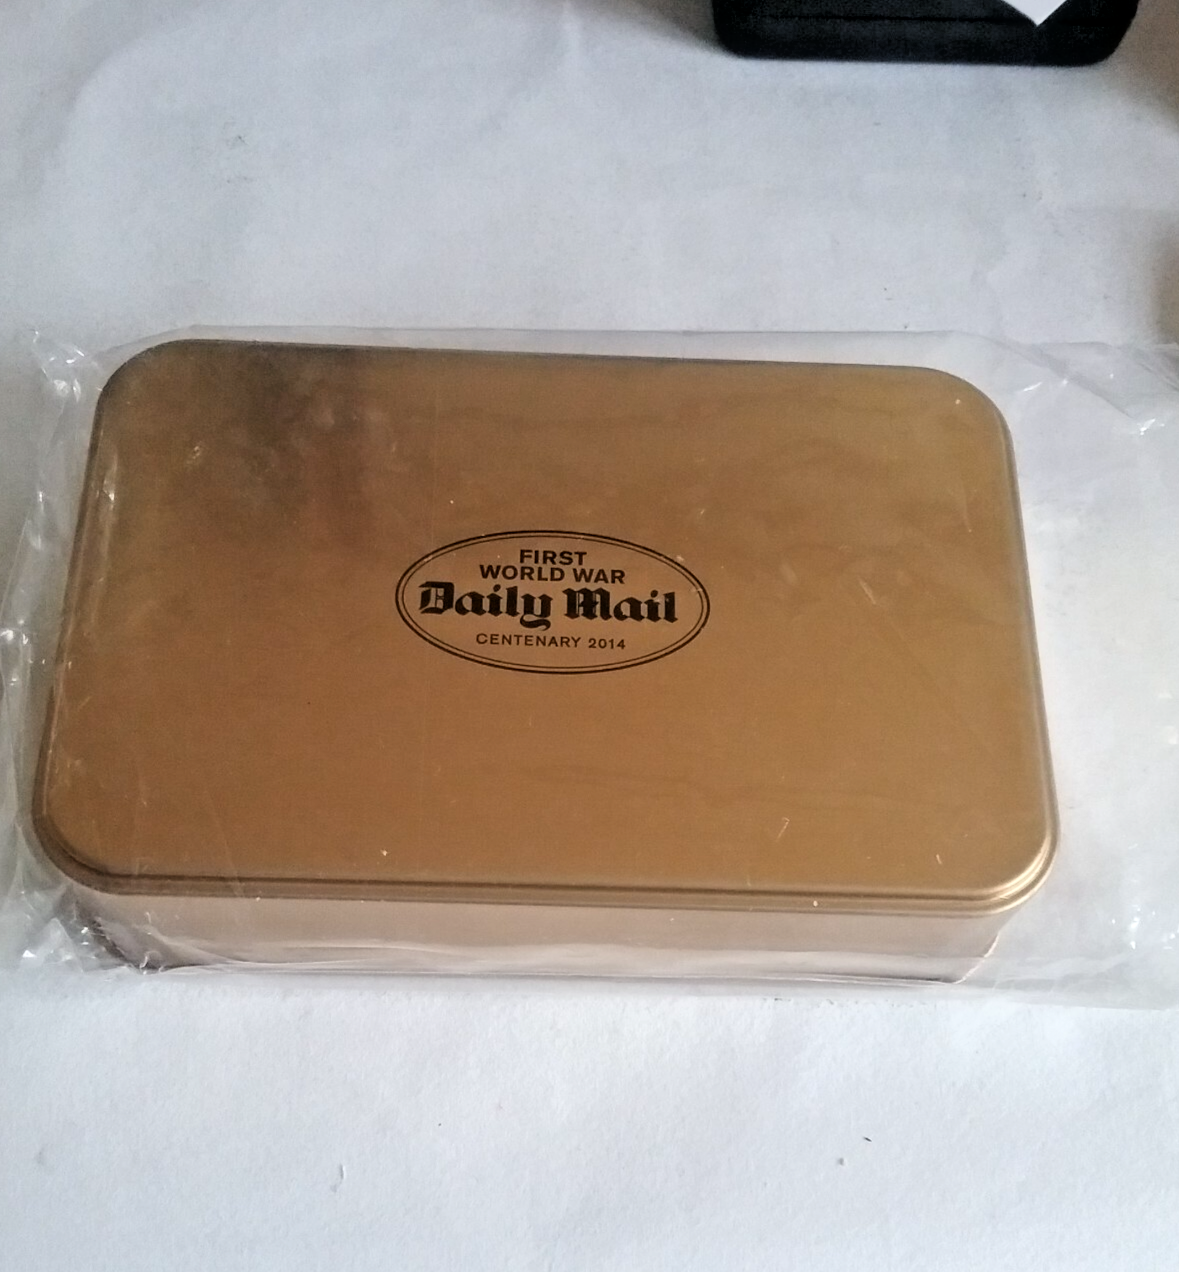 FIRST
WORLD WAR
Daily Mail
CENTENARY 2014